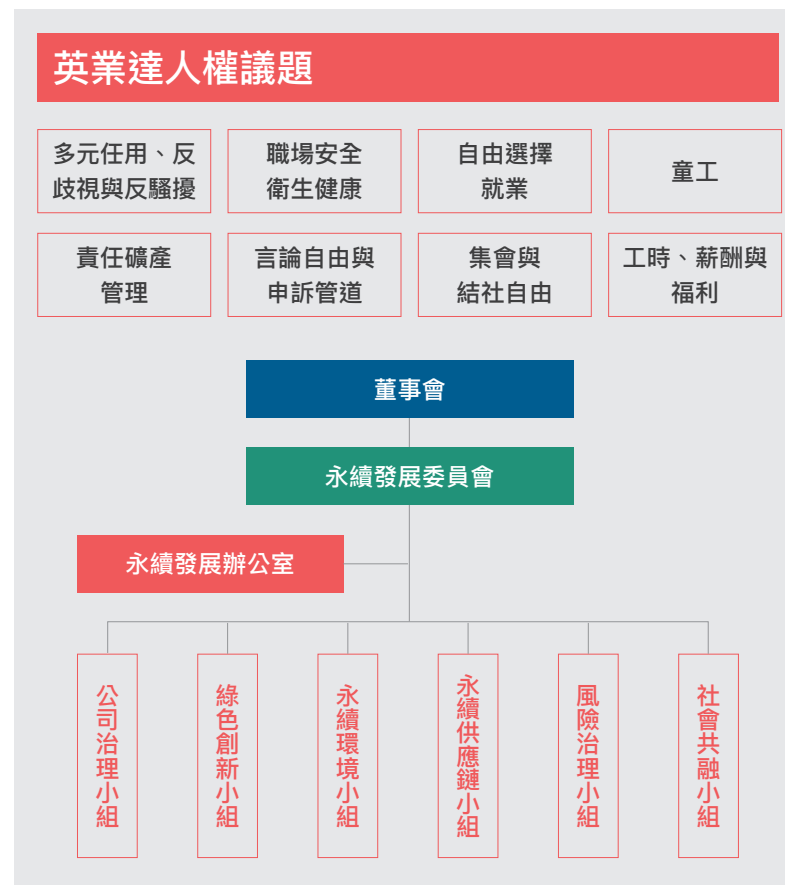 英業達人權議題
多元任用、反
歧視與反騷擾
職場安全
衛生健康
自由選擇
就業
童工
責任礦產
管理
言論自由與
申訴管道
集會與
結社自由
工時、薪酬與
福利
董事會
永續發展委員會
永續發展辦公室
公司治理小組
綠色創新小組
永續環境小組
永續供應鏈小組
風險治理小組
社會共融小組